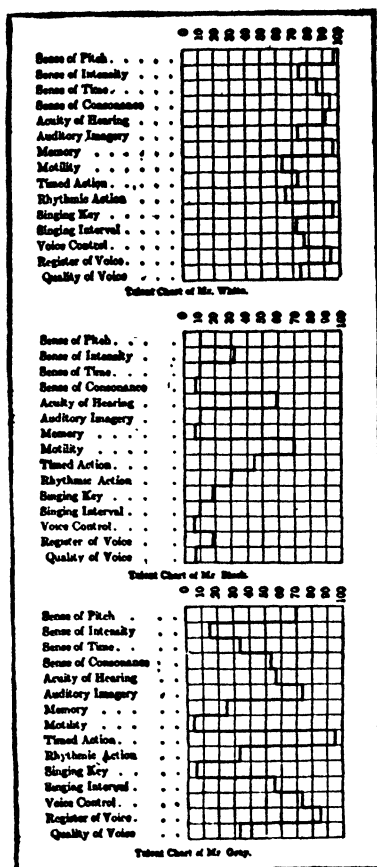 0 10 20 30 40 50 60 70 80 90 100
Sense of Pitch . . . .
Sense of Intensity . . .
Sense of Time . . . .
Sense of Consonance . .
Acuity of Hearing . . .
Auditory Imagery . . .
Memory . . . . .
Motility . . . . .
Timed Action . . . .
Rhythmic Action . . .
Singing Key . . . .
Singing Interval . . .
Voice Control . . . .
Register of Voice . . .
Quality of Voice . . .
Talent Chart of Mr. White.
0 10 20 30 40 50 60 70 80 90 100
Sense of Pitch . . . .
Sense of Intensity . . .
Sense of Time . . . .
Sense of Consonance . .
Acuity of Hearing . . .
Auditory Imagery . . .
Memory . . . . .
Motility . . . . .
Timed Action . . . .
Rhythmic Action . . .
Singing Key . . . .
Singing Interval . . .
Voice Control . . . .
Register of Voice . . .
Quality of Voice . . .
Talent Chart of Mr Black.
0 10 20 30 40 50 60 70 80 90 100
Sense of Pitch . . . .
Sense of Intensity . . .
Sense of Time . . . .
Sense of Consonance . .
Acuity of Hearing . . .
Auditory Imagery . . .
Memory . . . . .
Motility . . . . .
Timed Action . . . .
Rhythmic Action . . .
Singing Key . . . .
Singing Interval . . .
Voice Control . . . .
Register of Voice . . .
Quality of Voice . . .
Talent Chart of Mr Gray.